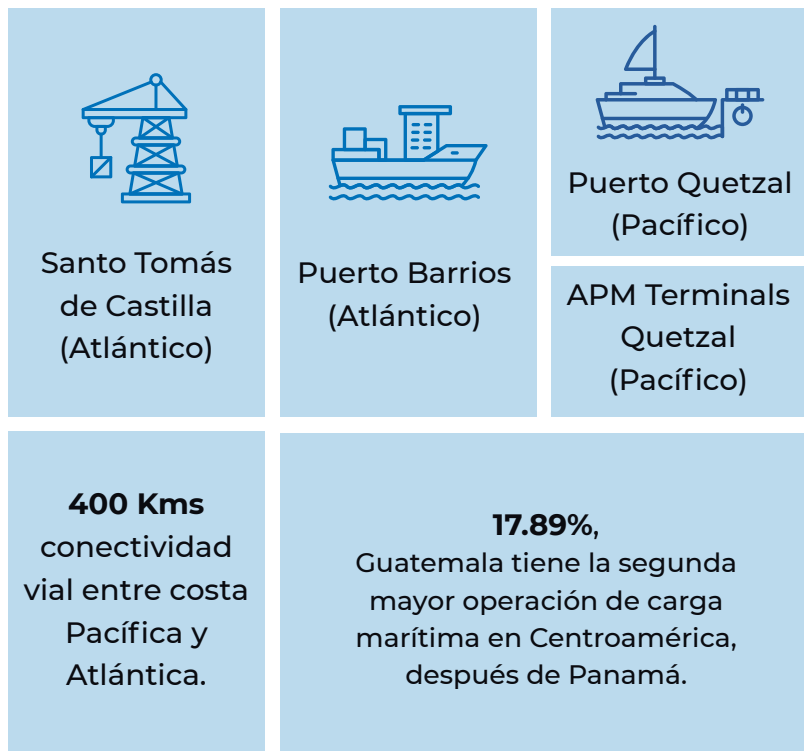 Santo Tomás
de Castilla
(Atlántico)
Puerto Barrios
(Atlántico)
Puerto Quetzal
(Pacífico)
APM Terminals
Quetzal
(Pacífico)
400 Kms
conectividad
vial entre costa
Pacífica y
Atlántica.
17.89%,
Guatemala tiene la segunda
mayor operación de carga
marítima en Centroamérica,
después de Panamá.